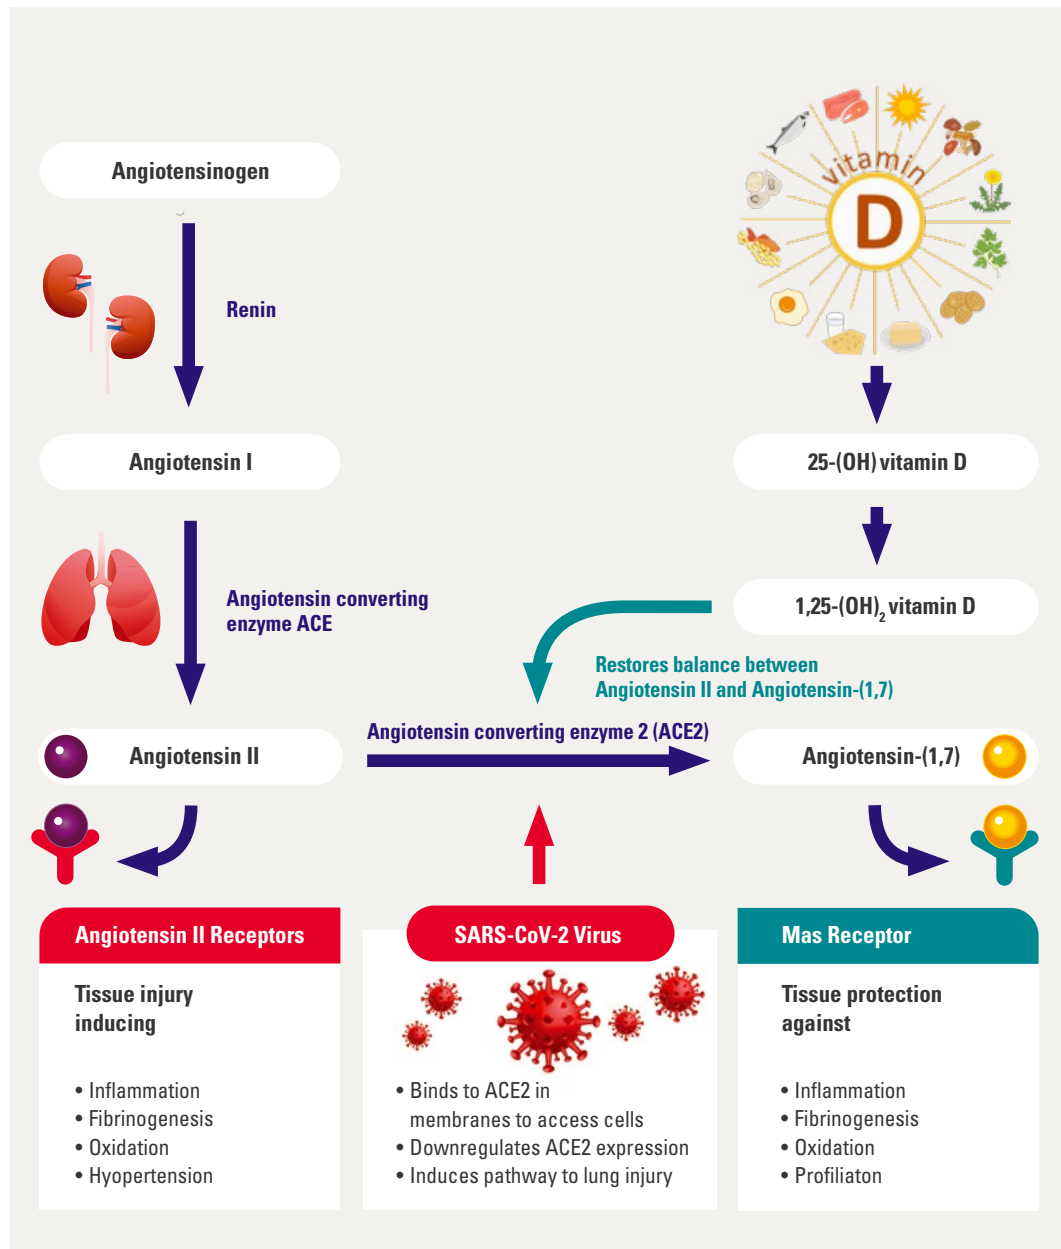 vitamin
D
Angiotensinogen
Renin
Angiotensin I
25-(OH) vitamin D
Angiotensin converting
enzyme ACE
1,25-(OH)₂ vitamin D
Restores balance between
Angiotensin II and Angiotensin-(1,7)
Angiotensin converting enzyme 2 (ACE2)
Angiotensin II
Angiotensin-(1,7)
Angiotensin II Receptors
Tissue injury
inducing
• Inflammation
• Fibrinogenesis
• Oxidation
• Hyopertension
SARS-CoV-2 Virus
• Binds to ACE2 in
membranes to access cells
• Downregulates ACE2 expression
• Induces pathway to lung injury
Mas Receptor
Tissue protection
against
• Inflammation
• Fibrinogenesis
• Oxidation
• Profiliaton